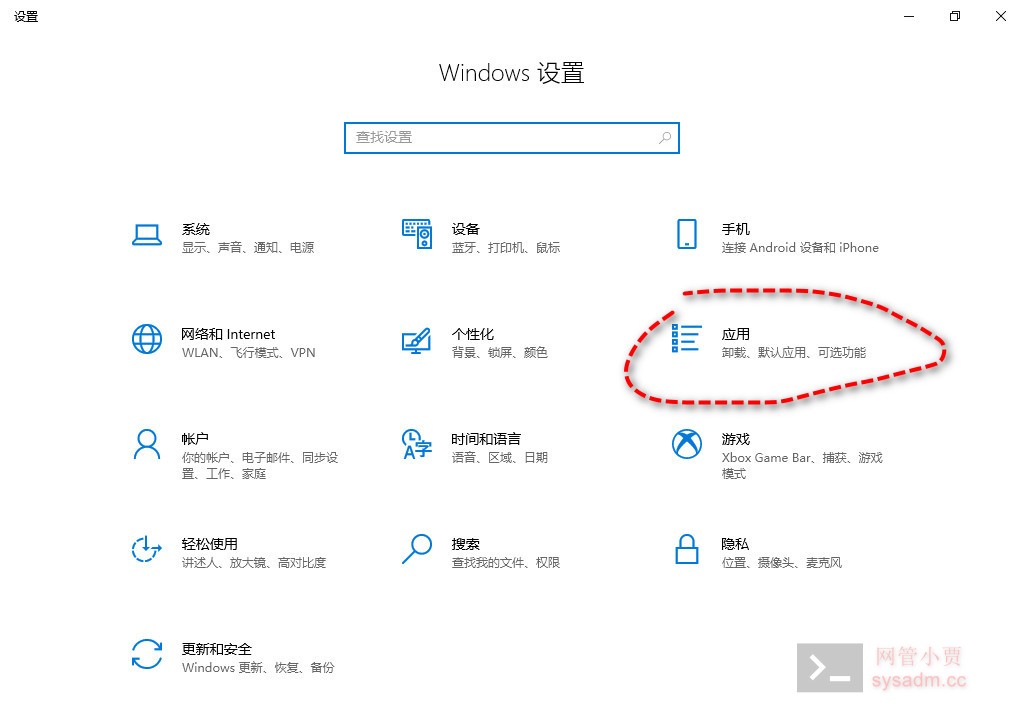 设置
Windows 设置
查找设置
系统
显示、声音、通知、电源
设备
蓝牙、打印机、鼠标
手机
连接 Android 设备和 iPhone
网络和 Internet
WLAN、飞行模式、VPN
个性化
背景、锁屏、颜色
应用
卸载、默认应用、可选功能
帐户
你的帐户、电子邮件、同步设
置、工作、家庭
时间和语言
语音、区域、日期
游戏
Xbox Game Bar、捕获、游戏
模式
轻松使用
讲述人、放大镜、高对比度
搜索
查找我的文件、权限
隐私
位置、摄像头、麦克风
更新和安全
Windows 更新、恢复、备份
网管小贾
sysadm.cc